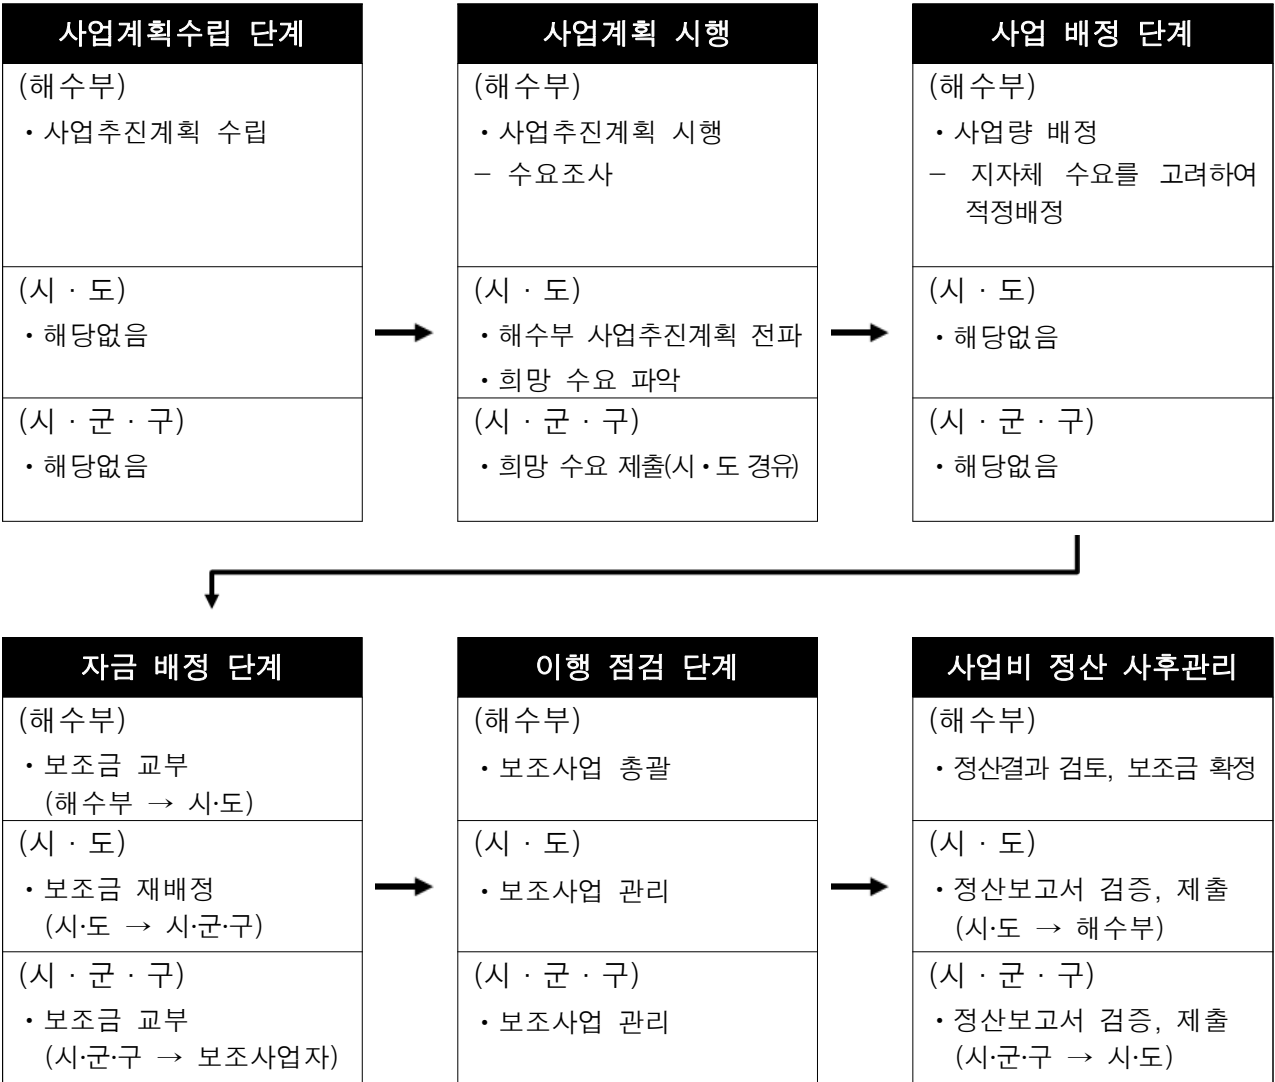 사업계획수립 단계
(해수부)
・사업추진계획 수립
(시 · 도)
・해당없음
(시 · 군 · 구)
・해당없음
사업계획 시행
(해수부)
・사업추진계획 시행
– 수요조사
(시 · 도)
・해수부 사업추진계획 전파
・희망 수요 파악
(시 · 군 · 구)
・희망 수요 제출(시・도 경유)
사업 배정 단계
(해수부)
・사업량 배정
– 지자체 수요를 고려하여
적정배정
(시 · 도)
・해당없음
(시 · 군 · 구)
・해당없음
자금 배정 단계
(해수부)
・보조금 교부
(해수부 → 시·도)
(시 · 도)
・보조금 재배정
(시·도 → 시·군·구)
(시 · 군 · 구)
・보조금 교부
(시·군·구 → 보조사업자)
이행 점검 단계
(해수부)
・보조사업 총괄
(시 · 도)
・보조사업 관리
(시 · 군 · 구)
・보조사업 관리
사업비 정산 사후관리
(해수부)
・정산결과 검토, 보조금 확정
(시 · 도)
・정산보고서 검증, 제출
(시·도 → 해수부)
(시 · 군 · 구)
・정산보고서 검증, 제출
(시·군·구 → 시·도)